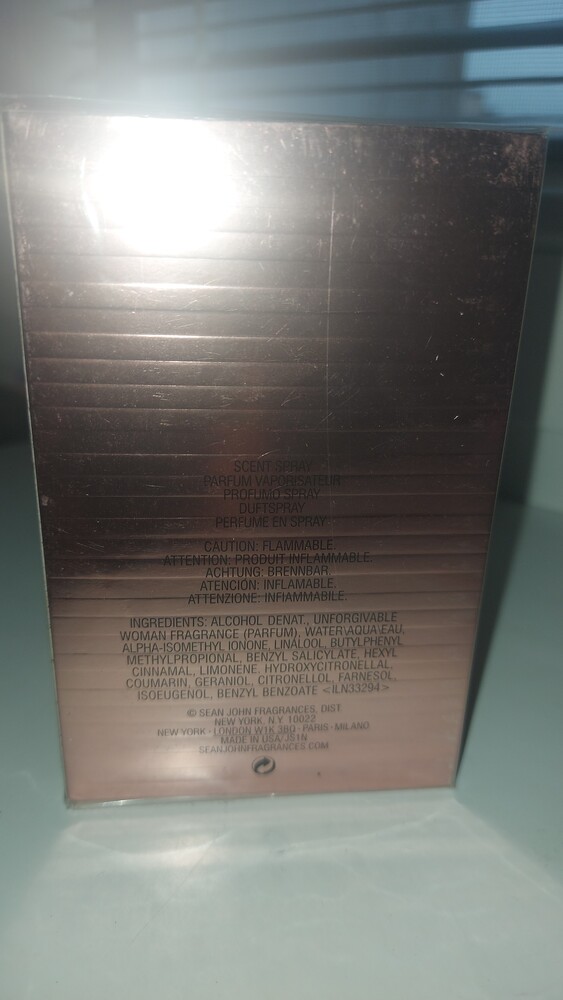 SCENT SPRAY
PARFUM VAPORISATEUR
PROFUMO SPRAY
DUFTSPRAY
PERFUME EN SPRAY
CAUTION: FLAMMABLE.
ATTENTION: PRODUIT INFLAMMABLE.
ACHTUNG: BRENNBAR.
ATENCIÓN: INFLAMABLE.
ATTENZIONE: INFIAMMABILE.
INGREDIENTS: ALCOHOL DENAT., UNFORGIVABLE
WOMAN FRAGRANCE (PARFUM), WATER\AQUA\EAU,
ALPHA-ISOMETHYL IONONE, LINALOOL, BUTYLPHENYL
METHYLPROPIONAL, BENZYL SALICYLATE, HEXYL
CINNAMAL, LIMONENE, HYDROXYCITRONELLAL,
COUMARIN, GERANIOL, CITRONELLOL, FARNESOL,
ISOEUGENOL, BENZYL BENZOATE <ILN33294>
© SEAN JOHN FRAGRANCES, DIST
NEW YORK, N.Y. 10022
NEW YORK · LONDON W1K 3BQ · PARIS · MILANO
MADE IN USA/JS1N
SEANJOHNFRAGRANCES.COM